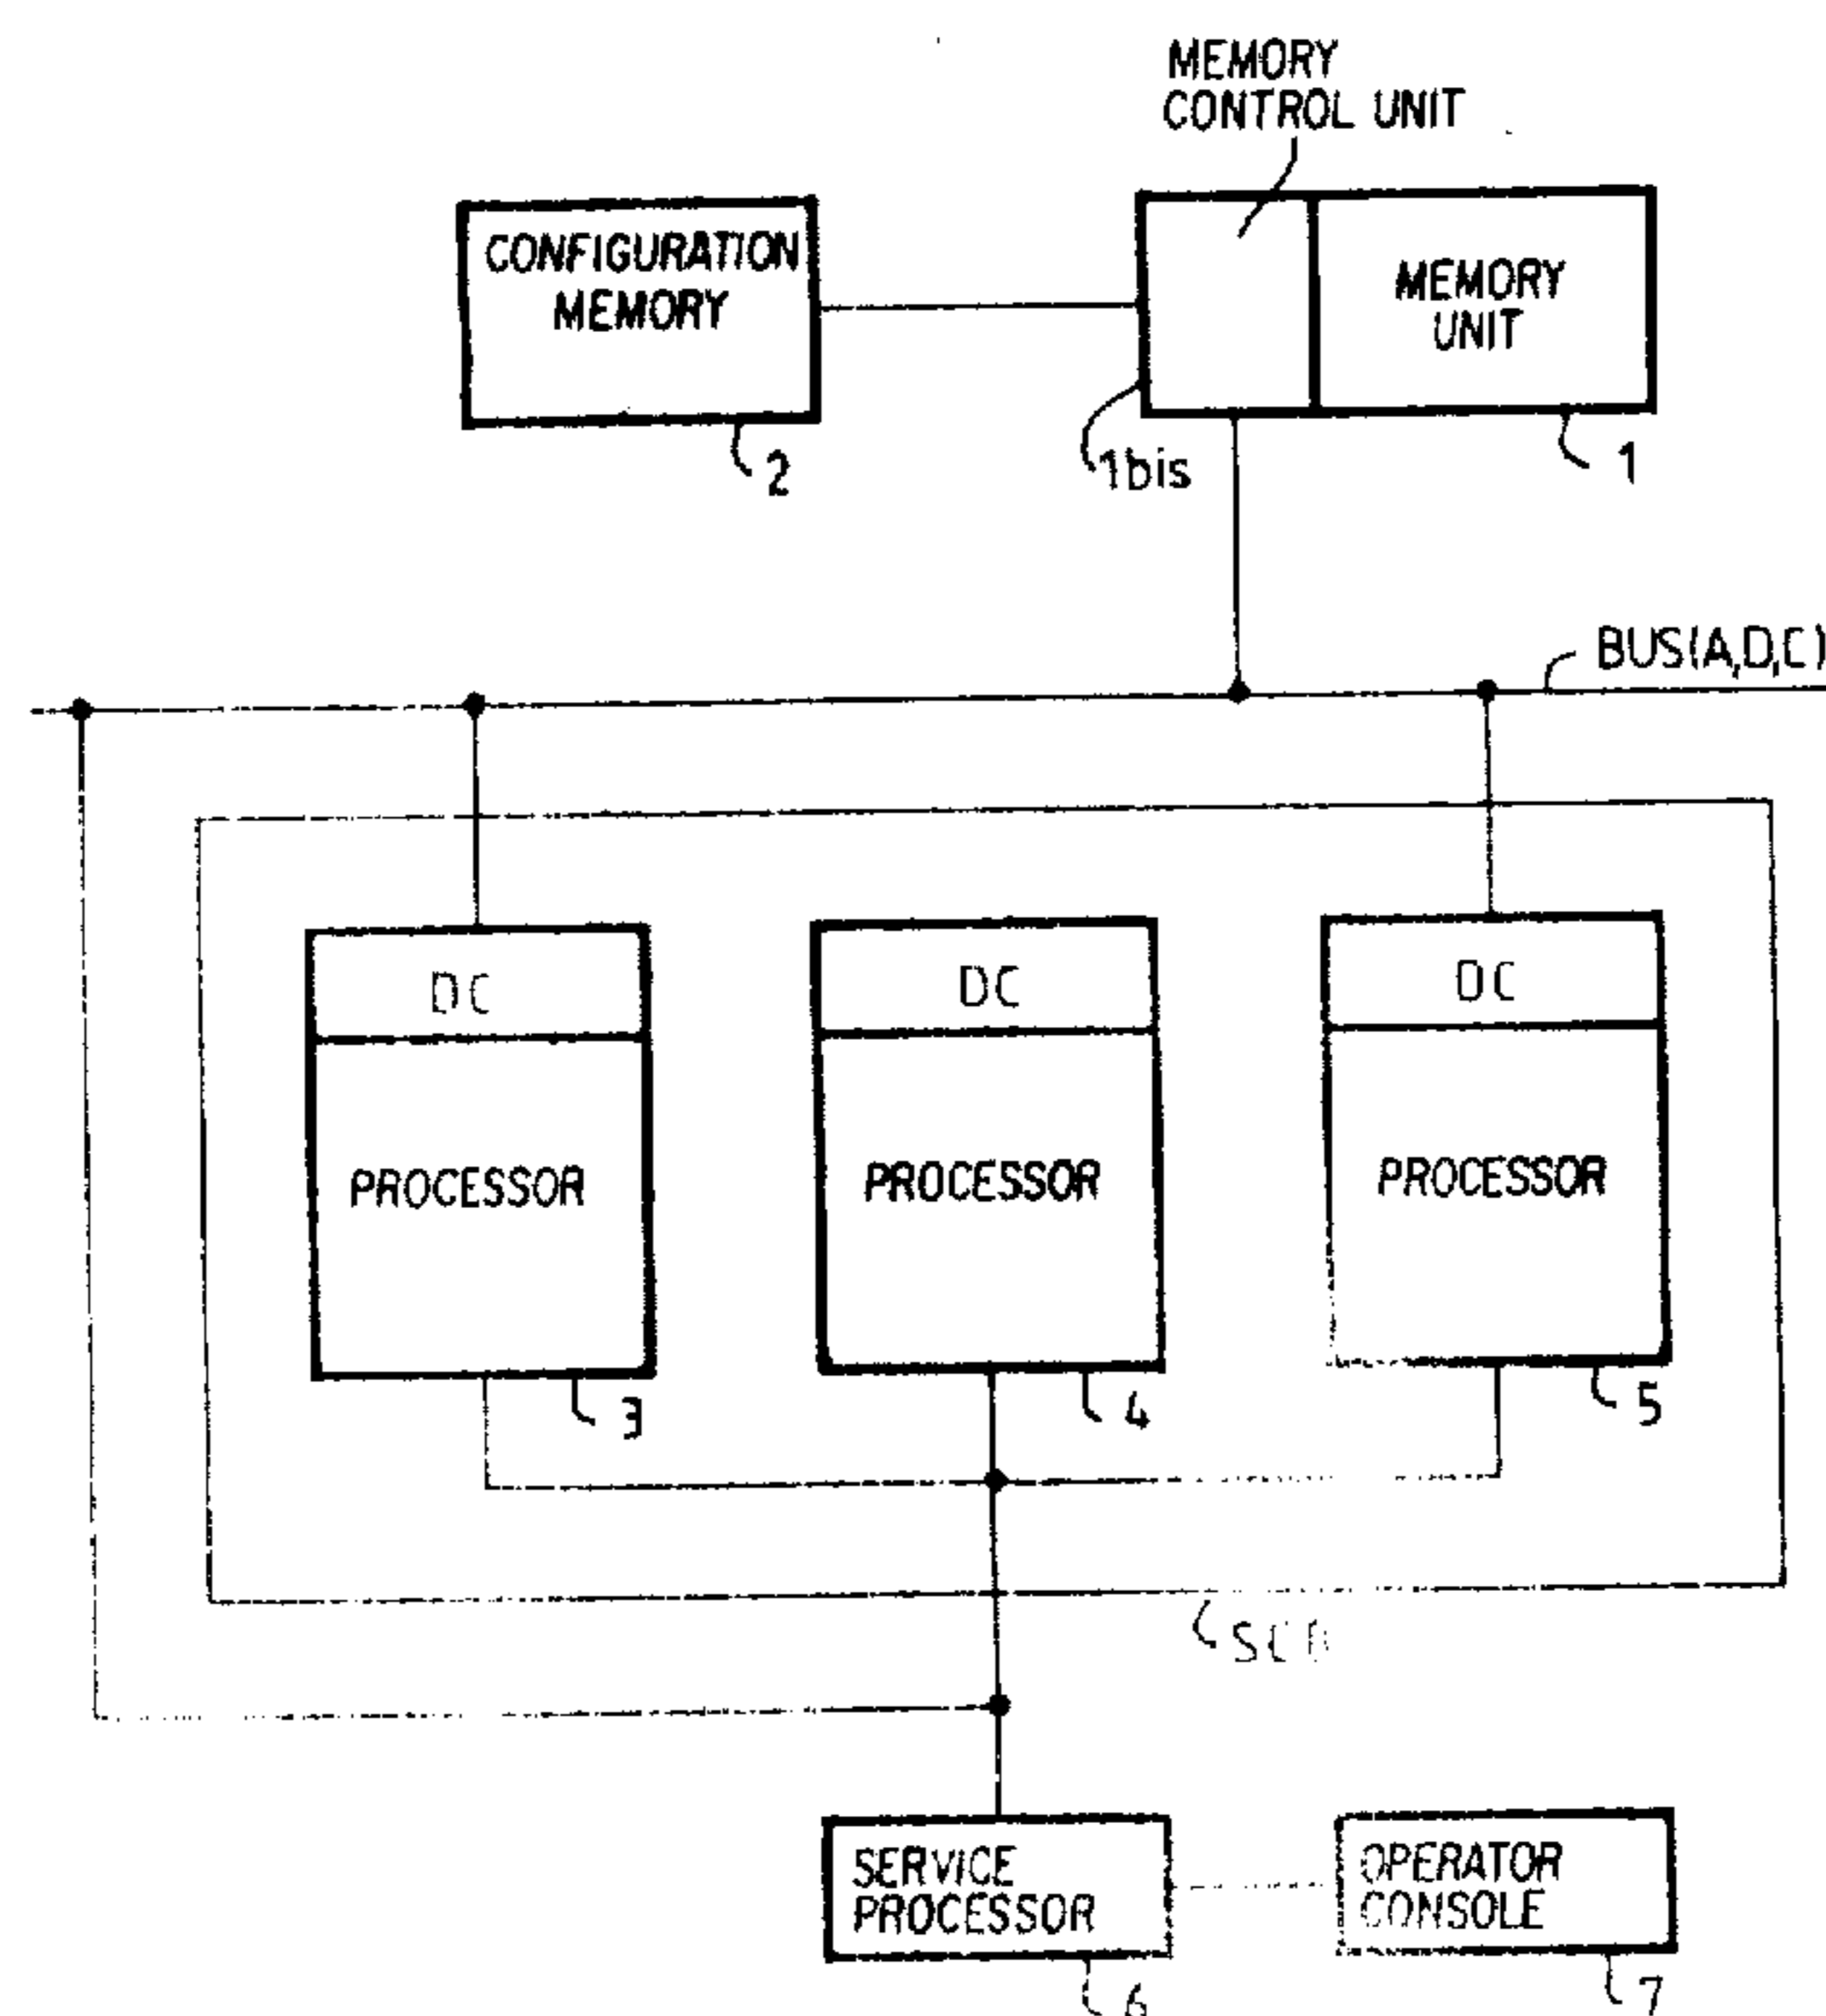 MEMORY
CONTROL UNIT
CONFIGURATION
MEMORY
MEMORY
UNIT
2
1bis
1
BUS(A,D,C)
DC
DC
DC
PROCESSOR
PROCESSOR
PROCESSOR
3
4
5
SERVICE
PROCESSOR
OPERATOR
CONSOLE
6
7